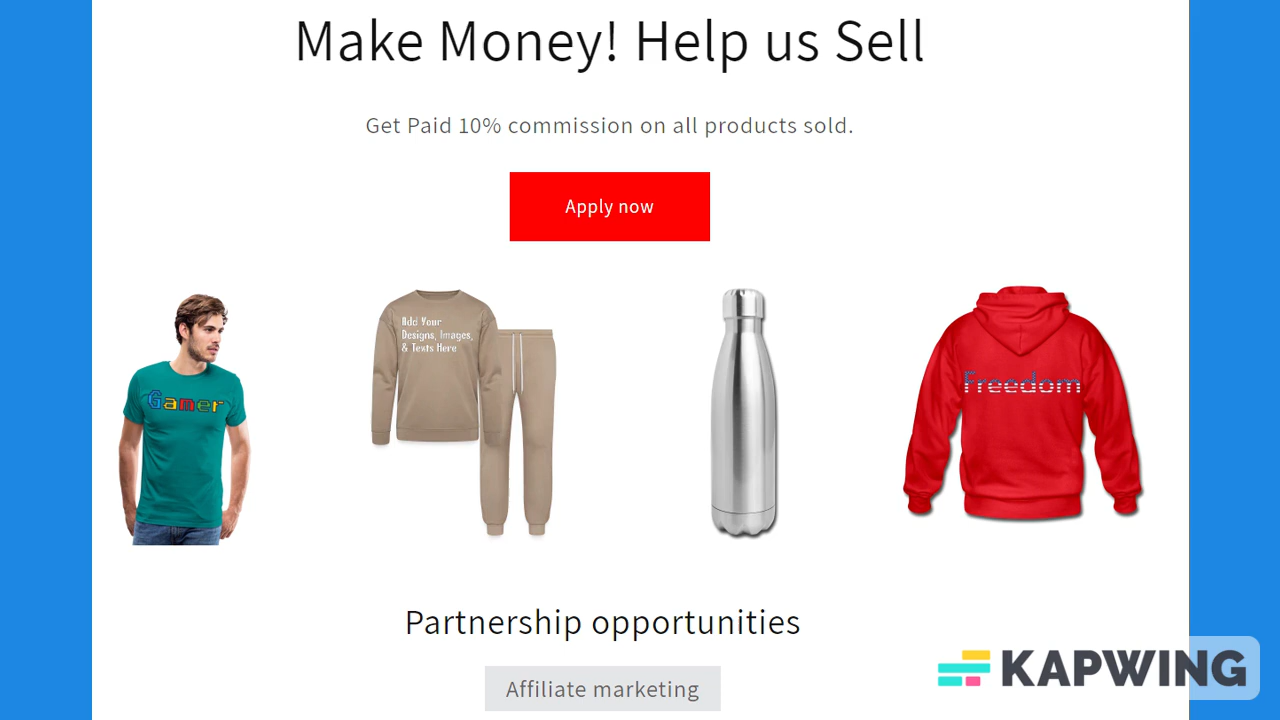 Make Money! Help us Sell
Get Paid 10% commission on all products sold.
Apply now
Gamer
Add Your
Designs, Images,
& Texts Here
Freedom
Partnership opportunities
Affiliate marketing
KAPWING